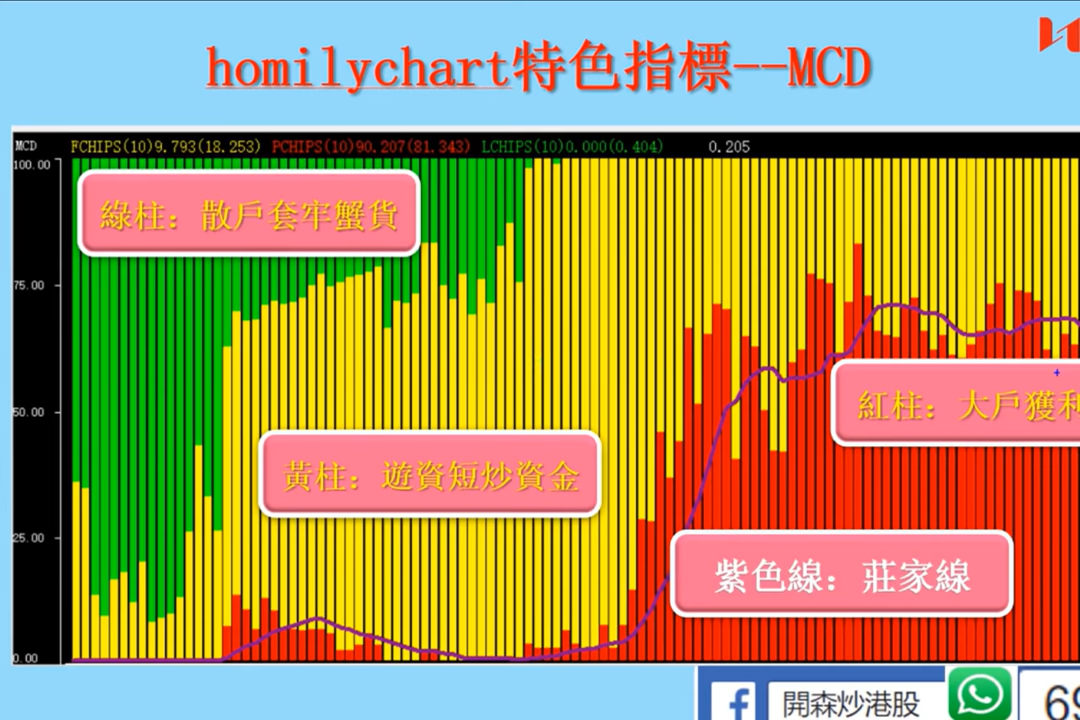 homilychart特色指標--MCD
MCD FCHIPS(10)9.793(18.253) PCHIPS(10)90.207(81.343) LCHIPS(10)0.000(0.404) 0.205
100.00
綠柱：散戶套牢蟹貨
75.00
50.00
紅柱：大戶獲利
黃柱：遊資短炒資金
25.00
紫色線：莊家線
0.00
開森炒港股
69